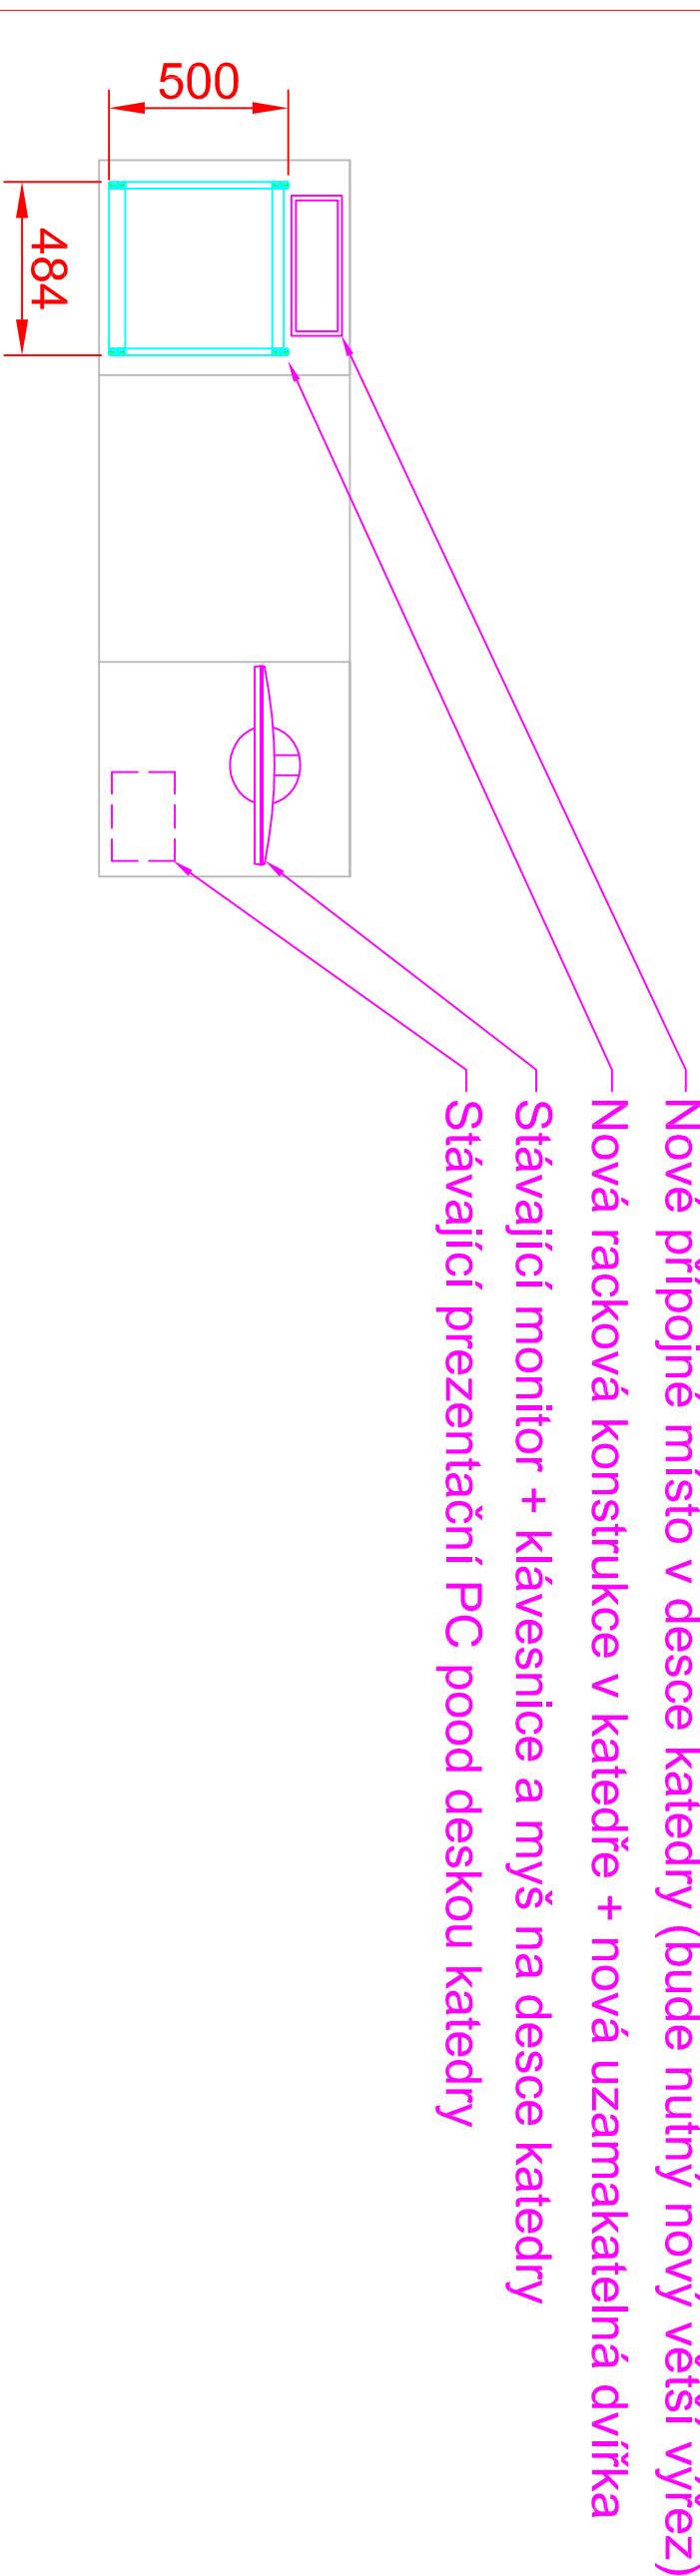 500
484
Nové přípojné místo v desce katedry (bude nutný nový větší výřez)
Nová racková konstrukce v katedře + nová uzamakatelná dvířka
Stávající monitor + klávesnice a myš na desce katedry
Stávající prezentační PC pood deskou katedry